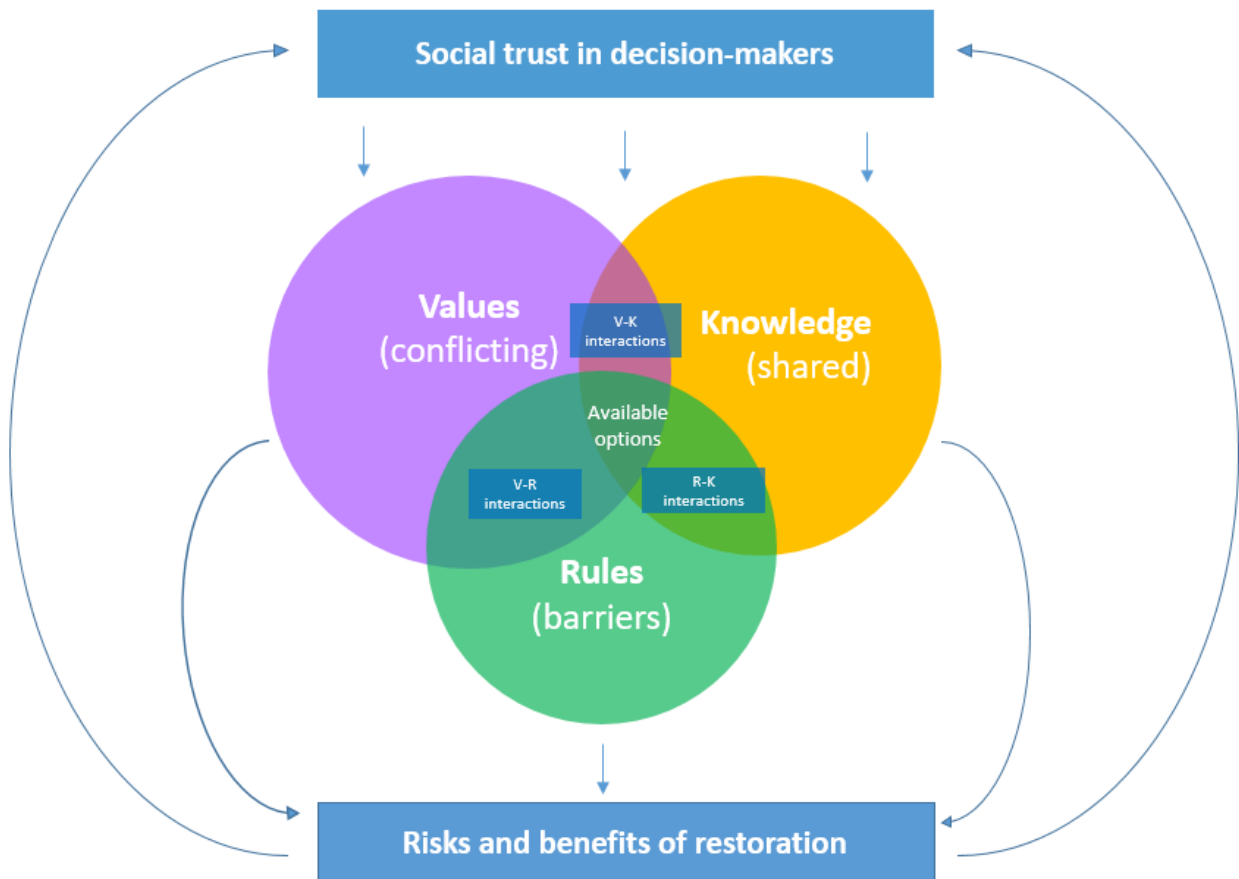 Social trust in decision-makers
Values
(conflicting)
V-K
interactions
Knowledge
(shared)
Available
options
V-R
interactions
R-K
interactions
Rules
(barriers)
Risks and benefits of restoration